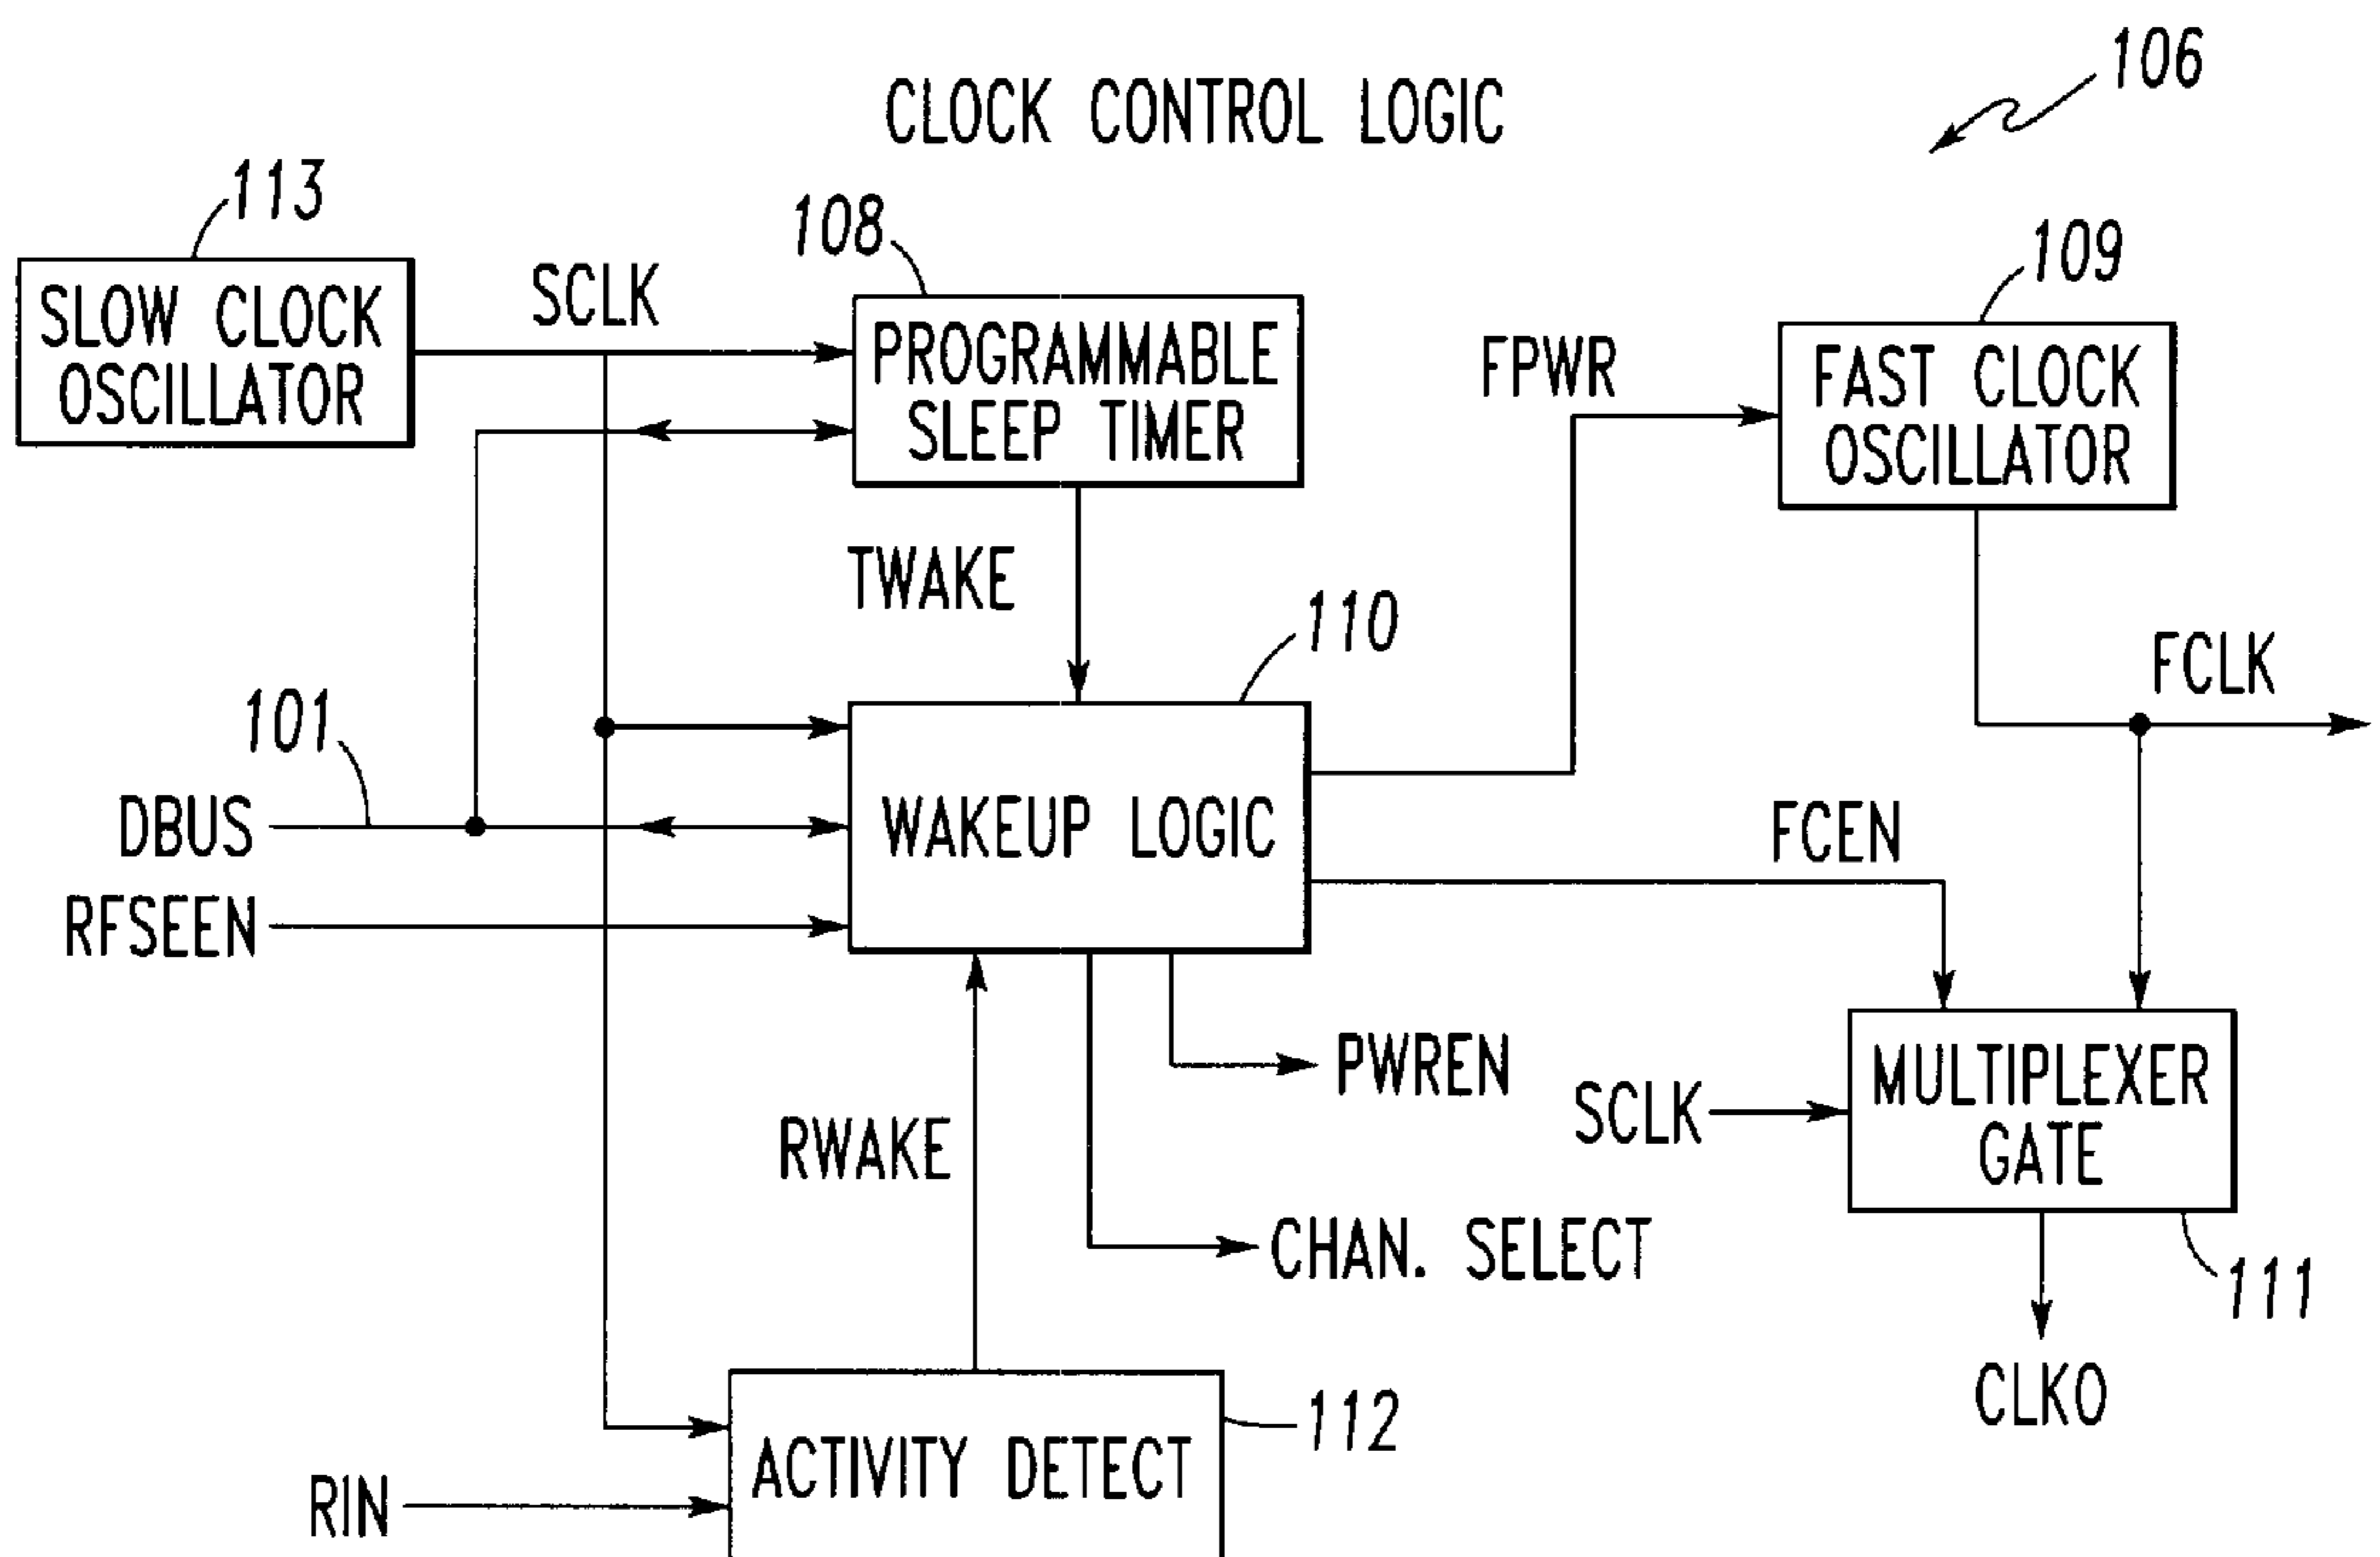 106
CLOCK CONTROL LOGIC
113
108
109
SLOW CLOCK
OSCILLATOR
SCLK
PROGRAMMABLE
SLEEP TIMER
FPWR
FAST CLOCK
OSCILLATOR
TWAKE
110
FCLK
101
DBUS
WAKEUP LOGIC
FCEN
RFSEEN
PWREN
MULTIPLEXER
GATE
SCLK
RWAKE
CHAN. SELECT
111
CLKO
112
ACTIVITY DETECT
RIN